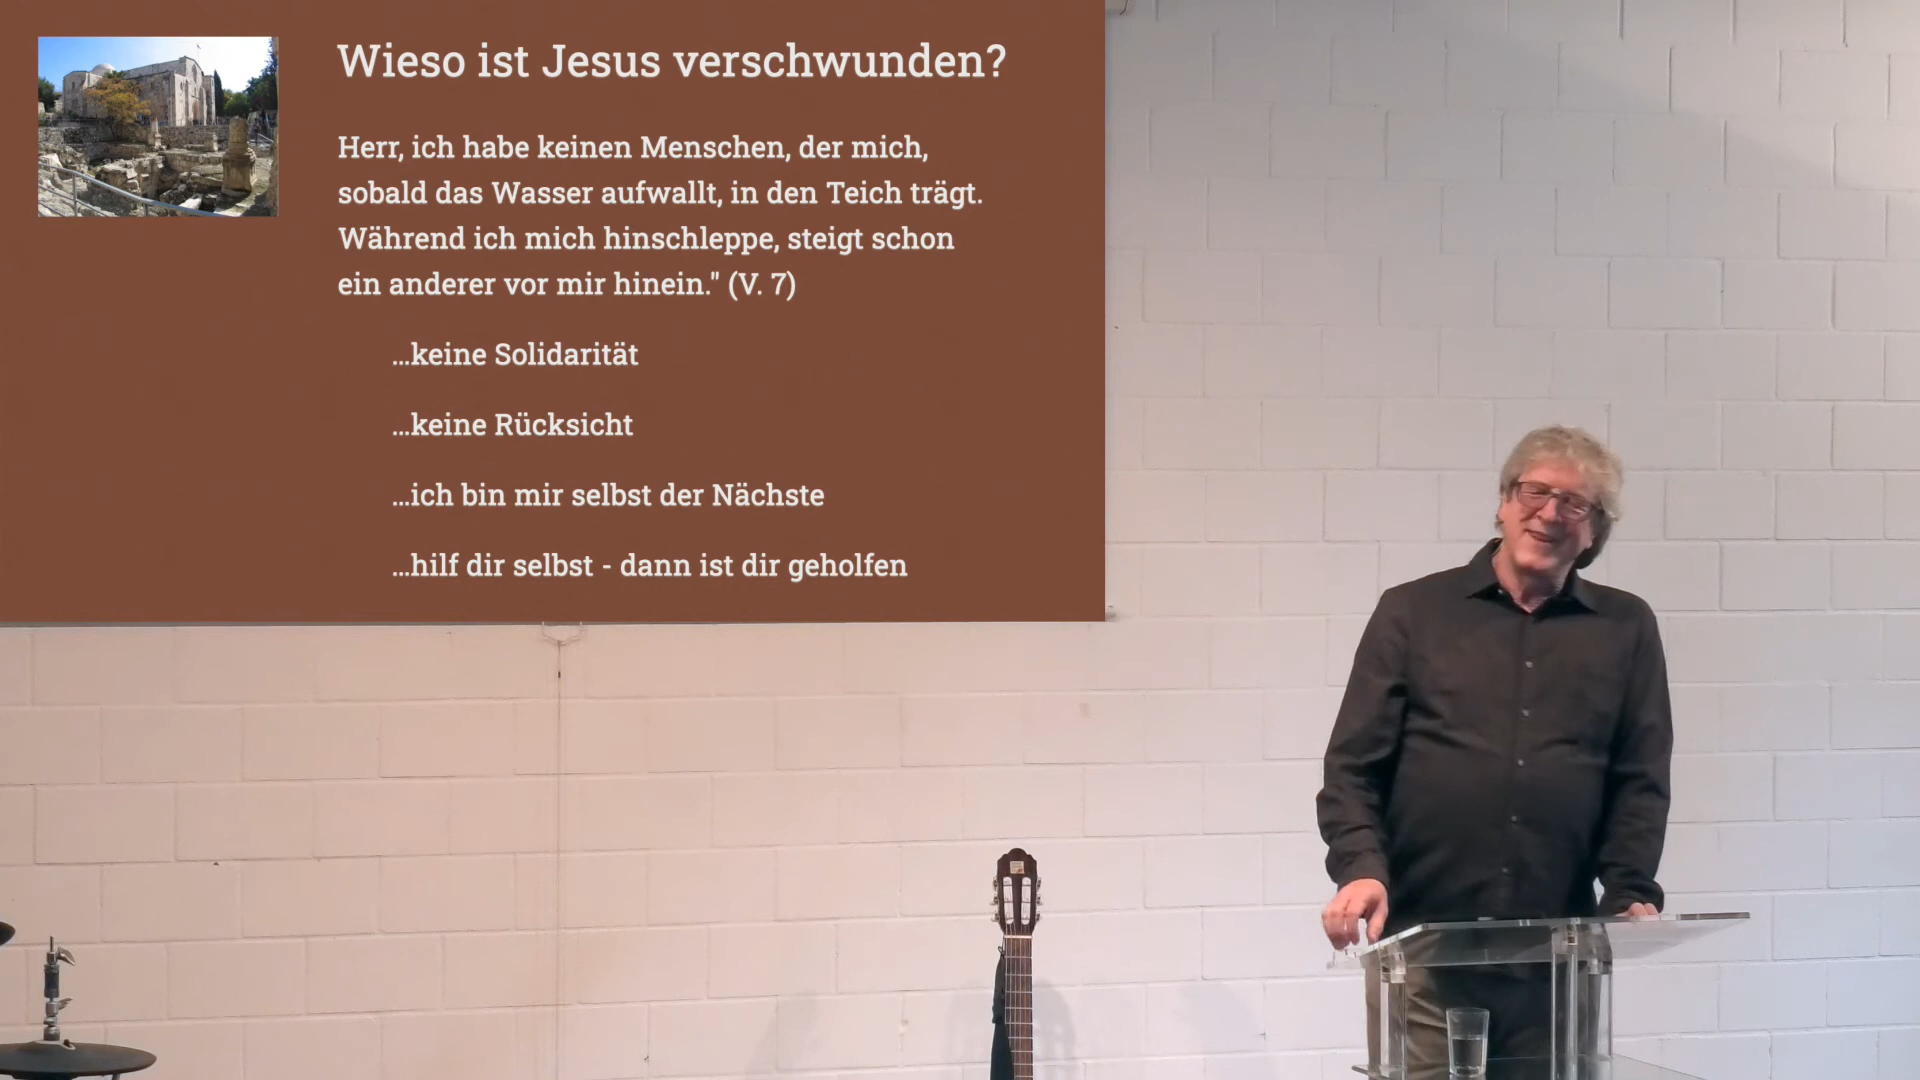 Wieso ist Jesus verschwunden?
Herr, ich habe keinen Menschen, der mich,
sobald das Wasser aufwallt, in den Teich trägt.
Während ich mich hinschleppe, steigt schon
ein anderer vor mir hinein." (V. 7)
...keine Solidarität
...keine Rücksicht
...ich bin mir selbst der Nächste
...hilf dir selbst - dann ist dir geholfen